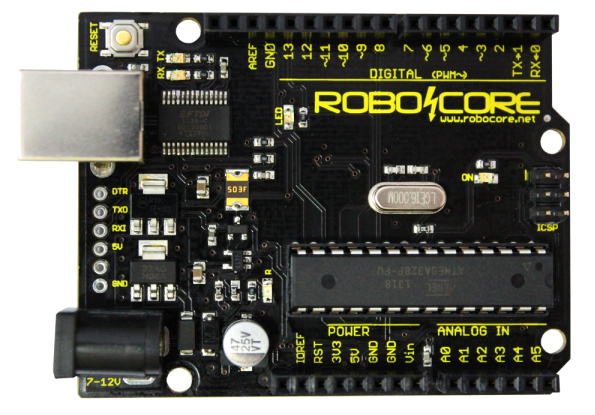 RESET
TX
RX
AREF
GND
13
12
~11
~10
~9
8
7
~6
~5
4
~3
2
TX→1
RX←0
DIGITAL (PWM~)
LED
ROBOCORE
www.robocore.net
FTDI
DTR
TXO
RXI
5V
GND
503F
LGE16.000M
ON
ICSP
ATMEGA328P-PU
1318
R
47
25V
VT
7-12V
POWER
ANALOG IN
IOREF
RST
3V3
5V
GND
GND
Vin
A0
A1
A2
A3
A4
A5